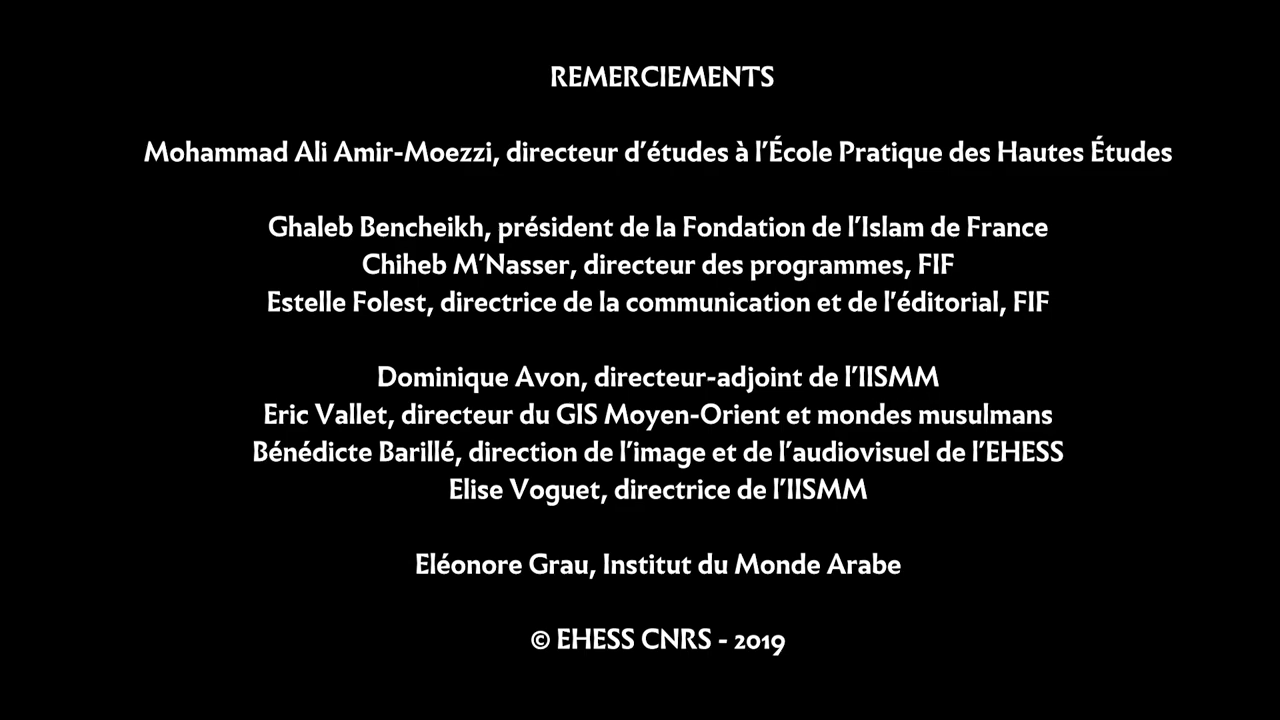 REMERCIEMENTS
Mohammad Ali Amir-Moezzi, directeur d'études à l'École Pratique des Hautes Études
Ghaleb Bencheikh, président de la Fondation de l'Islam de France
Chiheb M'Nasser, directeur des programmes, FIF
Estelle Folest, directrice de la communication et de l'éditorial, FIF
Dominique Avon, directeur-adjoint de l'IISMM
Eric Vallet, directeur du GIS Moyen-Orient et mondes musulmans
Bénédicte Barillé, direction de l'image et de l'audiovisuel de l'EHESS
Elise Voguet, directrice de l'IISMM
Eléonore Grau, Institut du Monde Arabe
© EHESS CNRS - 2019